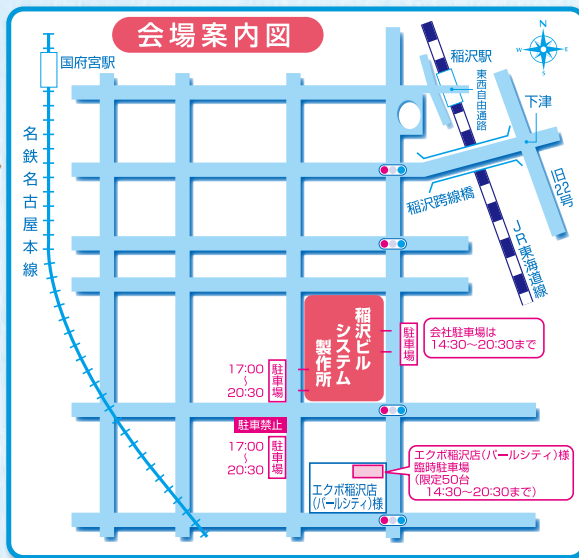 会場案内図
N
W
E
S
国府宮駅
稲沢駅
東西自由通路
下津
名鉄名古屋本線
稲沢跨線橋
旧22号
JR東海道線
稲沢ビル
システム
製作所
駐車場
会社駐車場は
14:30～20:30まで
17:00
～
20:30
駐車場
駐車禁止
17:00
～
20:30
駐車場
エクボ稲沢店
(パールシティ)様
エクボ稲沢店(パールシティ)様
臨時駐車場
(限定50台
14:30～20:30まで)